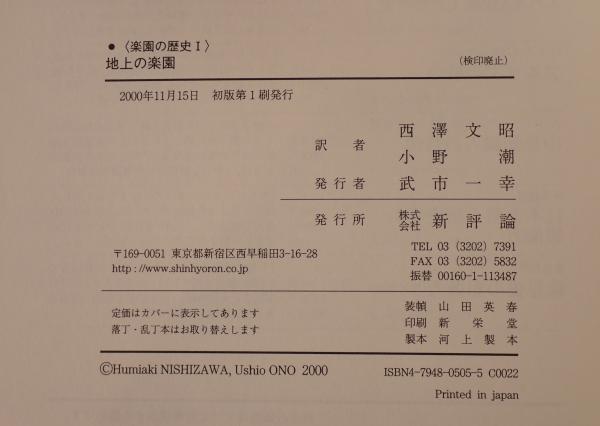 ● 〈楽園の歴史Ⅰ〉
地上の楽園 (検印廃止)
2000年11月15日 初版第1刷発行
訳者 西澤文昭
小野潮
発行者 武市一幸
発行所 株式会社 新評論
〒169-0051 東京都新宿区西早稲田3-16-28
http://www.shinhyoron.co.jp
TEL 03 (3202) 7391
FAX 03 (3202) 5832
振替 00160-1-113487
定価はカバーに表示してあります
落丁・乱丁本はお取り替えします
装幀 山田英春
印刷 新栄堂
製本 河上製本
©Humiaki NISHIZAWA, Ushio ONO 2000
ISBN4-7948-0505-5 C0022
Printed in japan